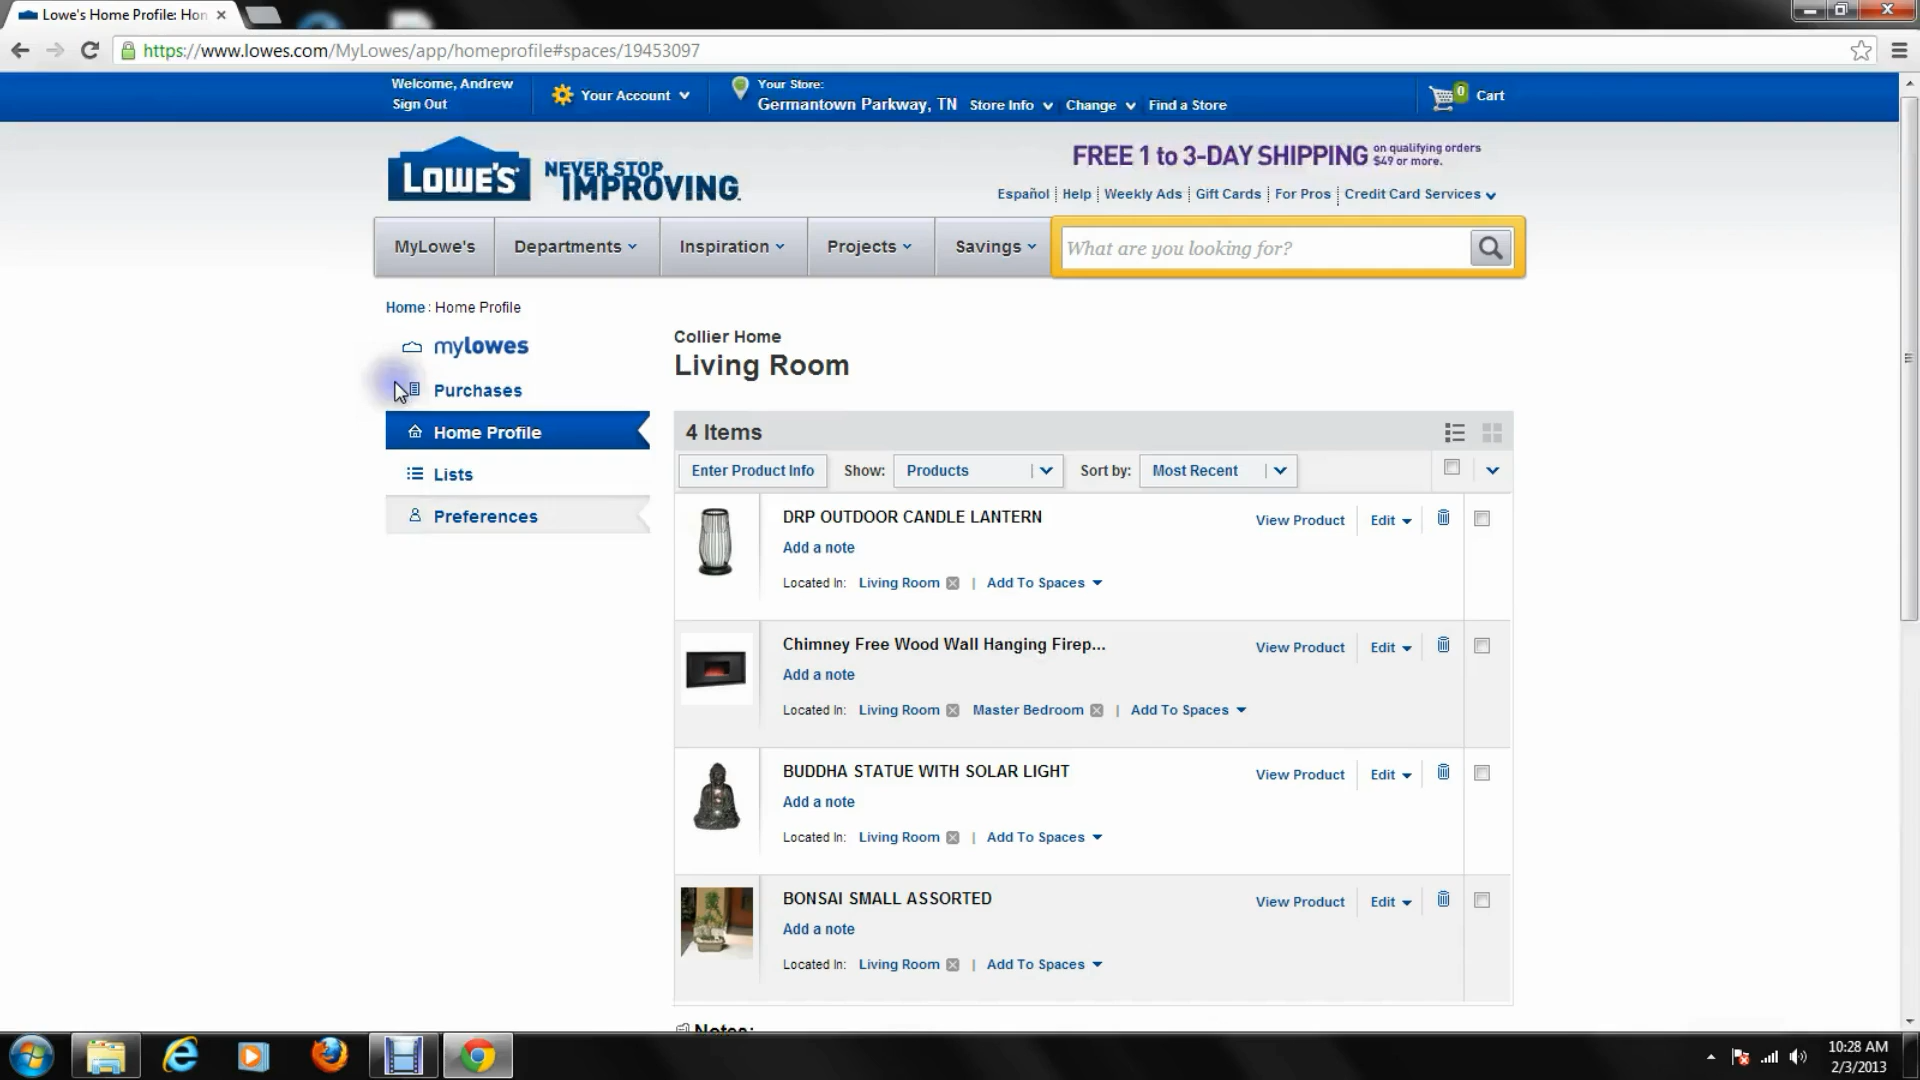 Lowe's Home Profile: Hon
https://www.lowes.com/MyLowes/app/homeprofile#spaces/19453097
Welcome, Andrew
Sign Out
Your Account
Your Store:
Germantown Parkway, TN
Store Info
Change
Find a Store
0
Cart
LOWE'S
NEVER STOP
IMPROVING
FREE 1 to 3-DAY SHIPPING on qualifying orders
$49 or more.
Español Help Weekly Ads Gift Cards For Pros Credit Card Services
MyLowe's Departments Inspiration Projects Savings What are you looking for?
Home : Home Profile
mylowes
Purchases
Home Profile
Lists
Preferences
Collier Home
Living Room
4 Items
Enter Product Info Show: Products Sort by: Most Recent
DRP OUTDOOR CANDLE LANTERN View Product Edit
Add a note
Located In: Living Room | Add To Spaces
Chimney Free Wood Wall Hanging Firep... View Product Edit
Add a note
Located In: Living Room Master Bedroom | Add To Spaces
BUDDHA STATUE WITH SOLAR LIGHT View Product Edit
Add a note
Located In: Living Room | Add To Spaces
BONSAI SMALL ASSORTED View Product Edit
Add a note
Located In: Living Room | Add To Spaces
Notes:
10:28 AM
2/3/2013